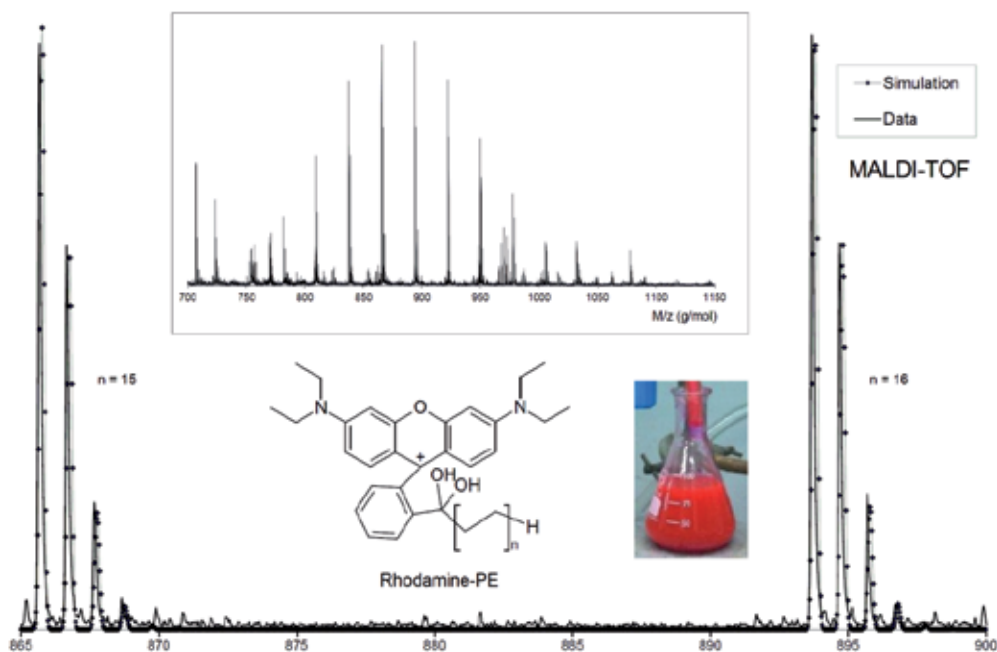 Simulation
Data
MALDI-TOF
700 750 800 850 900 950 1000 1050 1100 1150
M/z (g/mol)
n = 15
n = 16
N
O
N
+
OH
OH
H
n
Rhodamine-PE
865 870 875 880 885 890 895 900